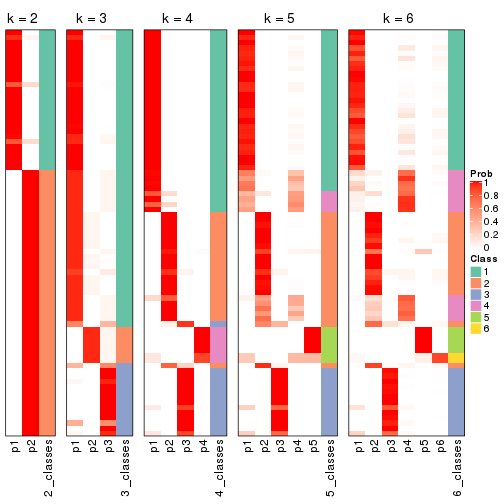 k = 2
k = 3
k = 4
k = 5
k = 6
Prob
1
0.8
0.6
0.4
0.2
0
Class
1
2
3
4
5
6
p1
p2
2_classes
p1
p2
p3
3_classes
p1
p2
p3
p4
4_classes
p1
p2
p3
p4
p5
5_classes
p1
p2
p3
p4
p5
p6
6_classes